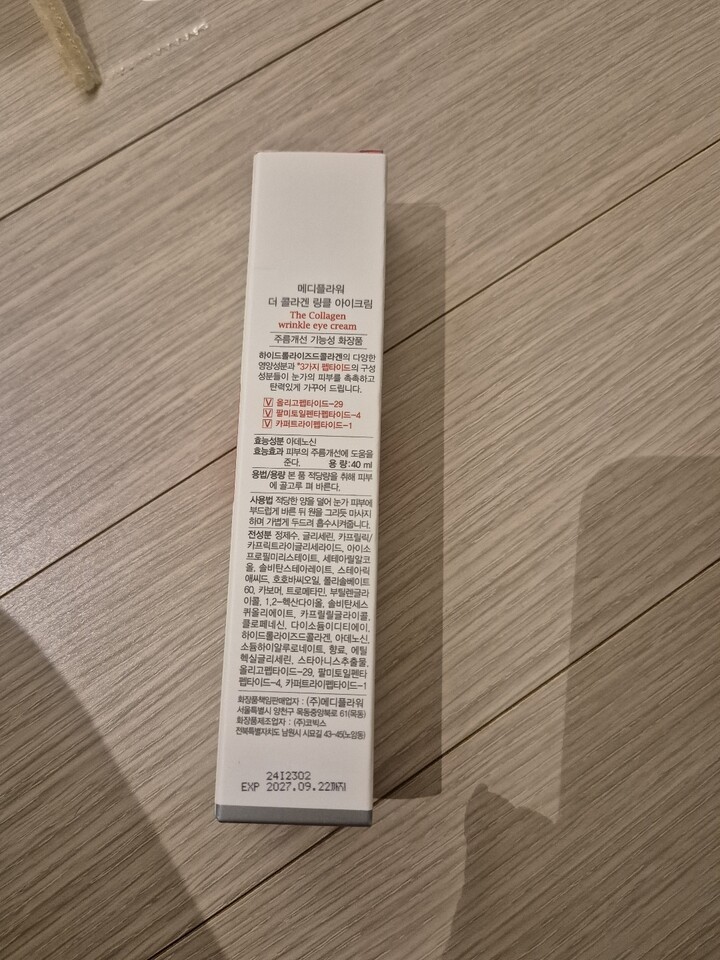 메디플라워
더 콜라겐 링클 아이크림
The Collagen
wrinkle eye cream
주름개선 기능성 화장품
하이드롤라이즈드콜라겐의 다양한
영양성분과 *3가지 펩타이드의 구성
성분들이 눈가의 피부를 촉촉하고
탄력있게 가꾸어 드립니다.
V 올리고펩타이드-29
V 팔미토일펜타펩타이드-4
V 카퍼트라이펩타이드-1
효능성분 아데노신
효능효과 피부의 주름개선에 도움을
준다. 용 량:40 ml
용법/용량 본 품 적당량을 취해 피부
에 골고루 펴 바른다.
사용법 적당한 양을 덜어 눈가 피부에
부드럽게 바른 뒤 원을 그리듯 마사지
하며 가볍게 두드려 흡수시켜줍니다.
전성분 정제수, 글리세린, 카프릴릭/
카프릭트라이글리세라이드, 아이소
프로필미리스테이트, 세테아릴알코
올, 솔비탄스테아레이트, 스테아릭
애씨드, 호호바씨오일, 폴리솔베이트
60, 카보머, 트로메타민, 부틸렌글라
이콜, 1,2-헥산다이올, 솔비탄세스
퀴올리에이트, 카프릴릴글라이콜,
클로페네신, 다이소듐이디티에이,
하이드롤라이즈드콜라겐, 아데노신,
소듐하이알루로네이트, 향료, 에틸
헥실글리세린, 스타아니스추출물,
올리고펩타이드-29, 팔미토일펜타
펩타이드-4, 카퍼트라이펩타이드-1
화장품책임판매업자 : (주)메디플라워
서울특별시 양천구 목동중앙북로 61(목동)
화장품제조업자 : (주)코빅스
전북특별자치도 남원시 시묘길 43-45(노암동)
24I2302
EXP 2027.09.22까지